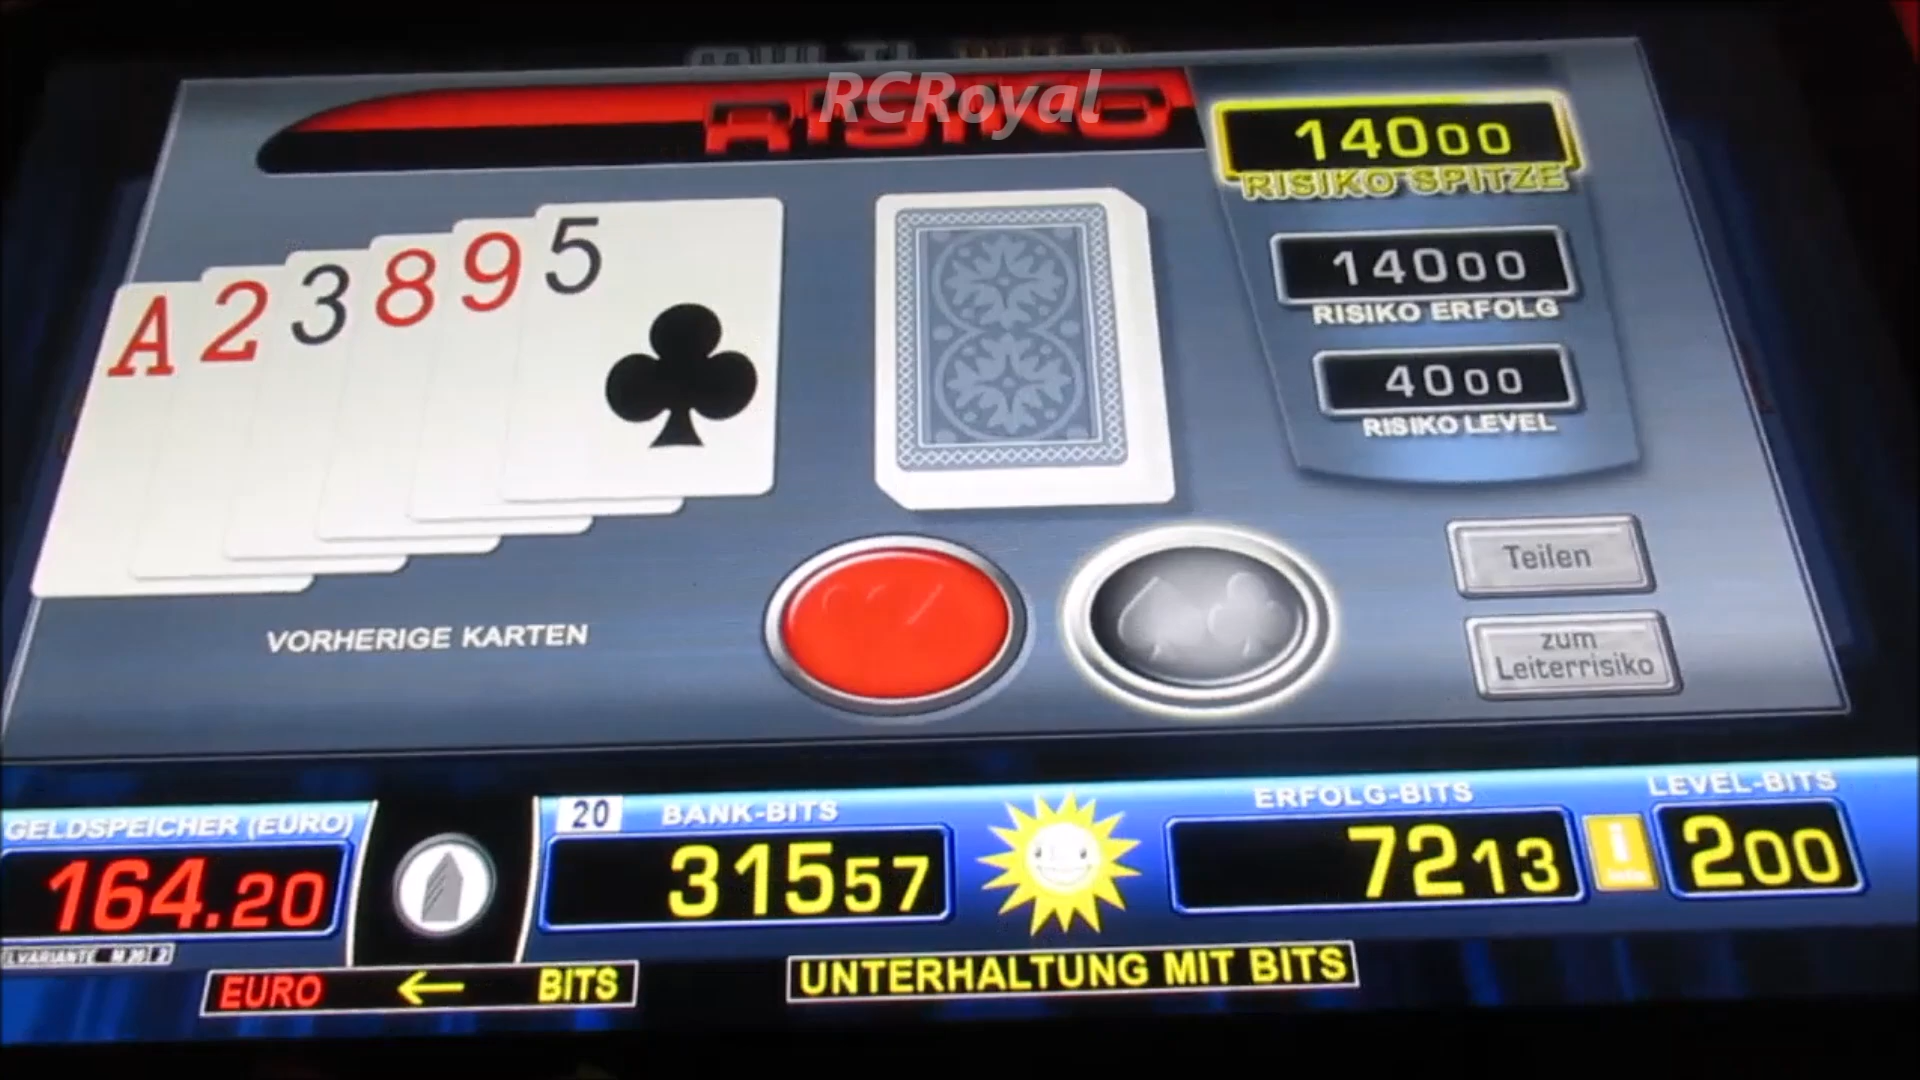 RISIKO
RCRoyal
14000
RISIKO SPITZE
14000
RISIKO ERFOLG
4000
RISIKO LEVEL
A 2 3 8 9 5
VORHERIGE KARTEN
Teilen
zum
Leiterrisiko
GELDSPEICHER (EURO)
164.20
20 BANK-BITS
31557
ERFOLG-BITS
7213
LEVEL-BITS
200
EURO ← BITS
UNTERHALTUNG MIT BITS